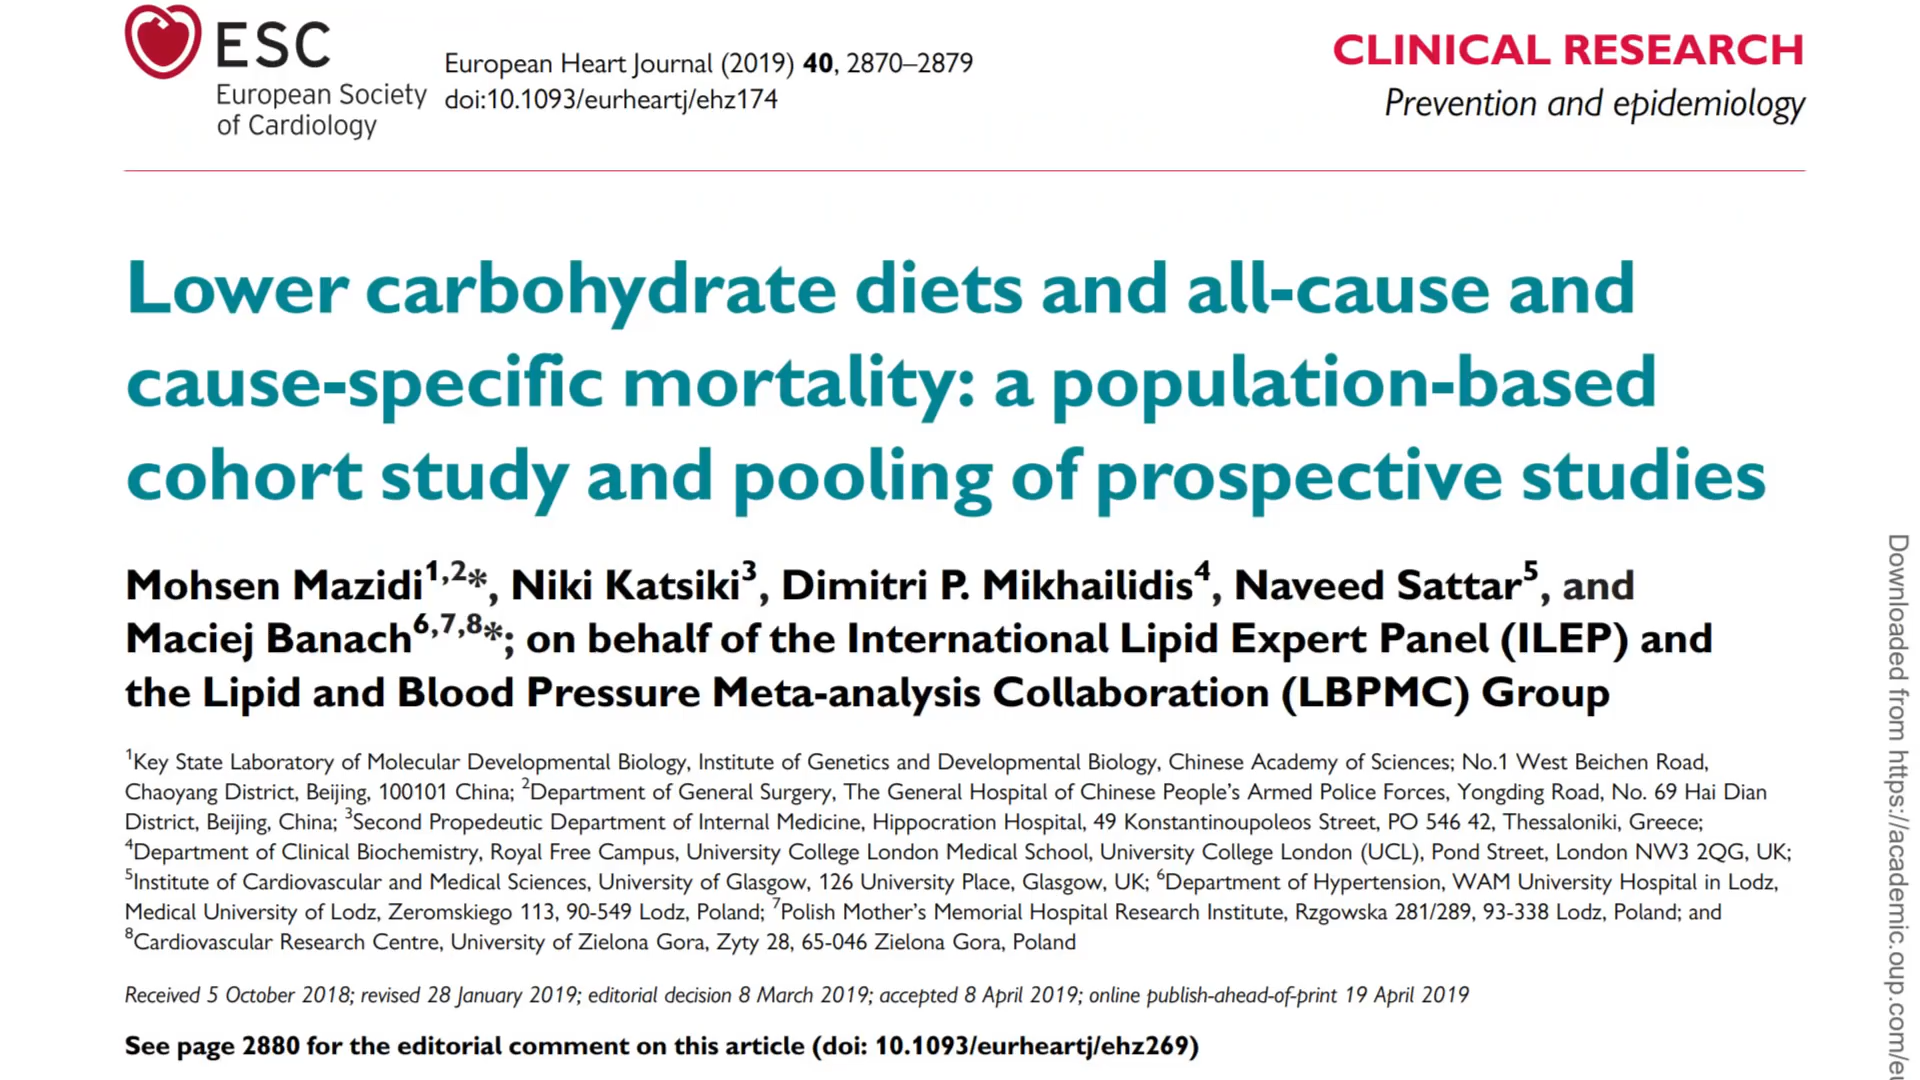 ESC
European Society
of Cardiology
European Heart Journal (2019) 40, 2870–2879
doi:10.1093/eurheartj/ehz174
CLINICAL RESEARCH
Prevention and epidemiology
Lower carbohydrate diets and all-cause and
cause-specific mortality: a population-based
cohort study and pooling of prospective studies
Mohsen Mazidi1,2*, Niki Katsiki3, Dimitri P. Mikhailidis4, Naveed Sattar5, and
Maciej Banach6,7,8*; on behalf of the International Lipid Expert Panel (ILEP) and
the Lipid and Blood Pressure Meta-analysis Collaboration (LBPMC) Group
1Key State Laboratory of Molecular Developmental Biology, Institute of Genetics and Developmental Biology, Chinese Academy of Sciences; No.1 West Beichen Road,
Chaoyang District, Beijing, 100101 China; 2Department of General Surgery, The General Hospital of Chinese People's Armed Police Forces, Yongding Road, No. 69 Hai Dian
District, Beijing, China; 3Second Propedeutic Department of Internal Medicine, Hippocration Hospital, 49 Konstantinoupoleos Street, PO 546 42, Thessaloniki, Greece;
4Department of Clinical Biochemistry, Royal Free Campus, University College London Medical School, University College London (UCL), Pond Street, London NW3 2QG, UK;
5Institute of Cardiovascular and Medical Sciences, University of Glasgow, 126 University Place, Glasgow, UK; 6Department of Hypertension, WAM University Hospital in Lodz,
Medical University of Lodz, Zeromskiego 113, 90-549 Lodz, Poland; 7Polish Mother's Memorial Hospital Research Institute, Rzgowska 281/289, 93-338 Lodz, Poland; and
8Cardiovascular Research Centre, University of Zielona Gora, Zyty 28, 65-046 Zielona Gora, Poland
Received 5 October 2018; revised 28 January 2019; editorial decision 8 March 2019; accepted 8 April 2019; online publish-ahead-of-print 19 April 2019
See page 2880 for the editorial comment on this article (doi: 10.1093/eurheartj/ehz269)
Downloaded from https://academic.oup.com/eu